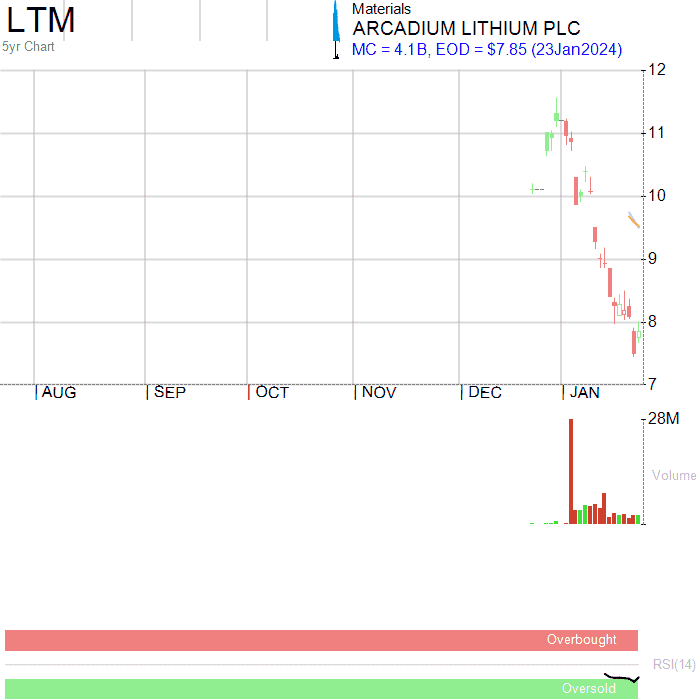 LTM
5yr Chart
Materials
ARCADIUM LITHIUM PLC
MC = 4.1B, EOD = $7.85 (23Jan2024)
12
11
10
9
8
7
AUG SEP OCT NOV DEC JAN
28M
Volume
Overbought
RSI(14)
Oversold